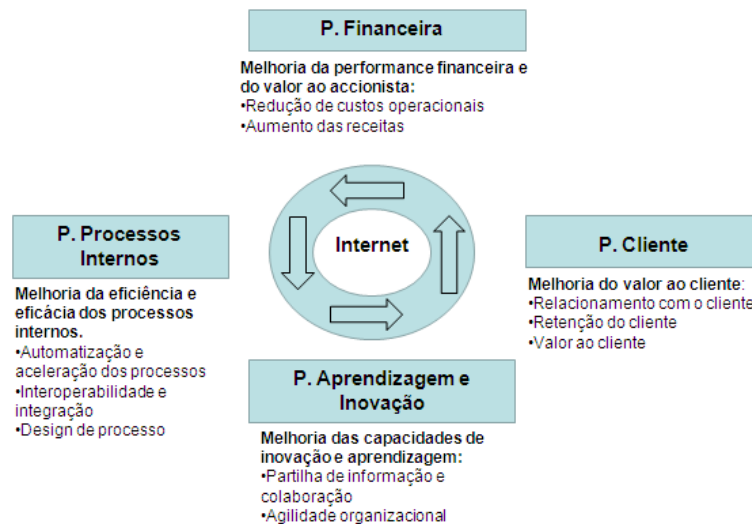 P. Financeira
Melhoria da performance financeira e
do valor ao accionista:
•Redução de custos operacionais
•Aumento das receitas
P. Processos
Internos
Melhoria da eficiência e
eficácia dos processos
internos.
•Automatização e
aceleração dos processos
•Interoperabilidade e
integração
•Design de processo
Internet
P. Cliente
Melhoria do valor ao cliente:
•Relacionamento com o cliente
•Retenção do cliente
•Valor ao cliente
P. Aprendizagem e
Inovação
Melhoria das capacidades de
inovação e aprendizagem:
•Partilha de informação e
colaboração
•Agilidade organizacional